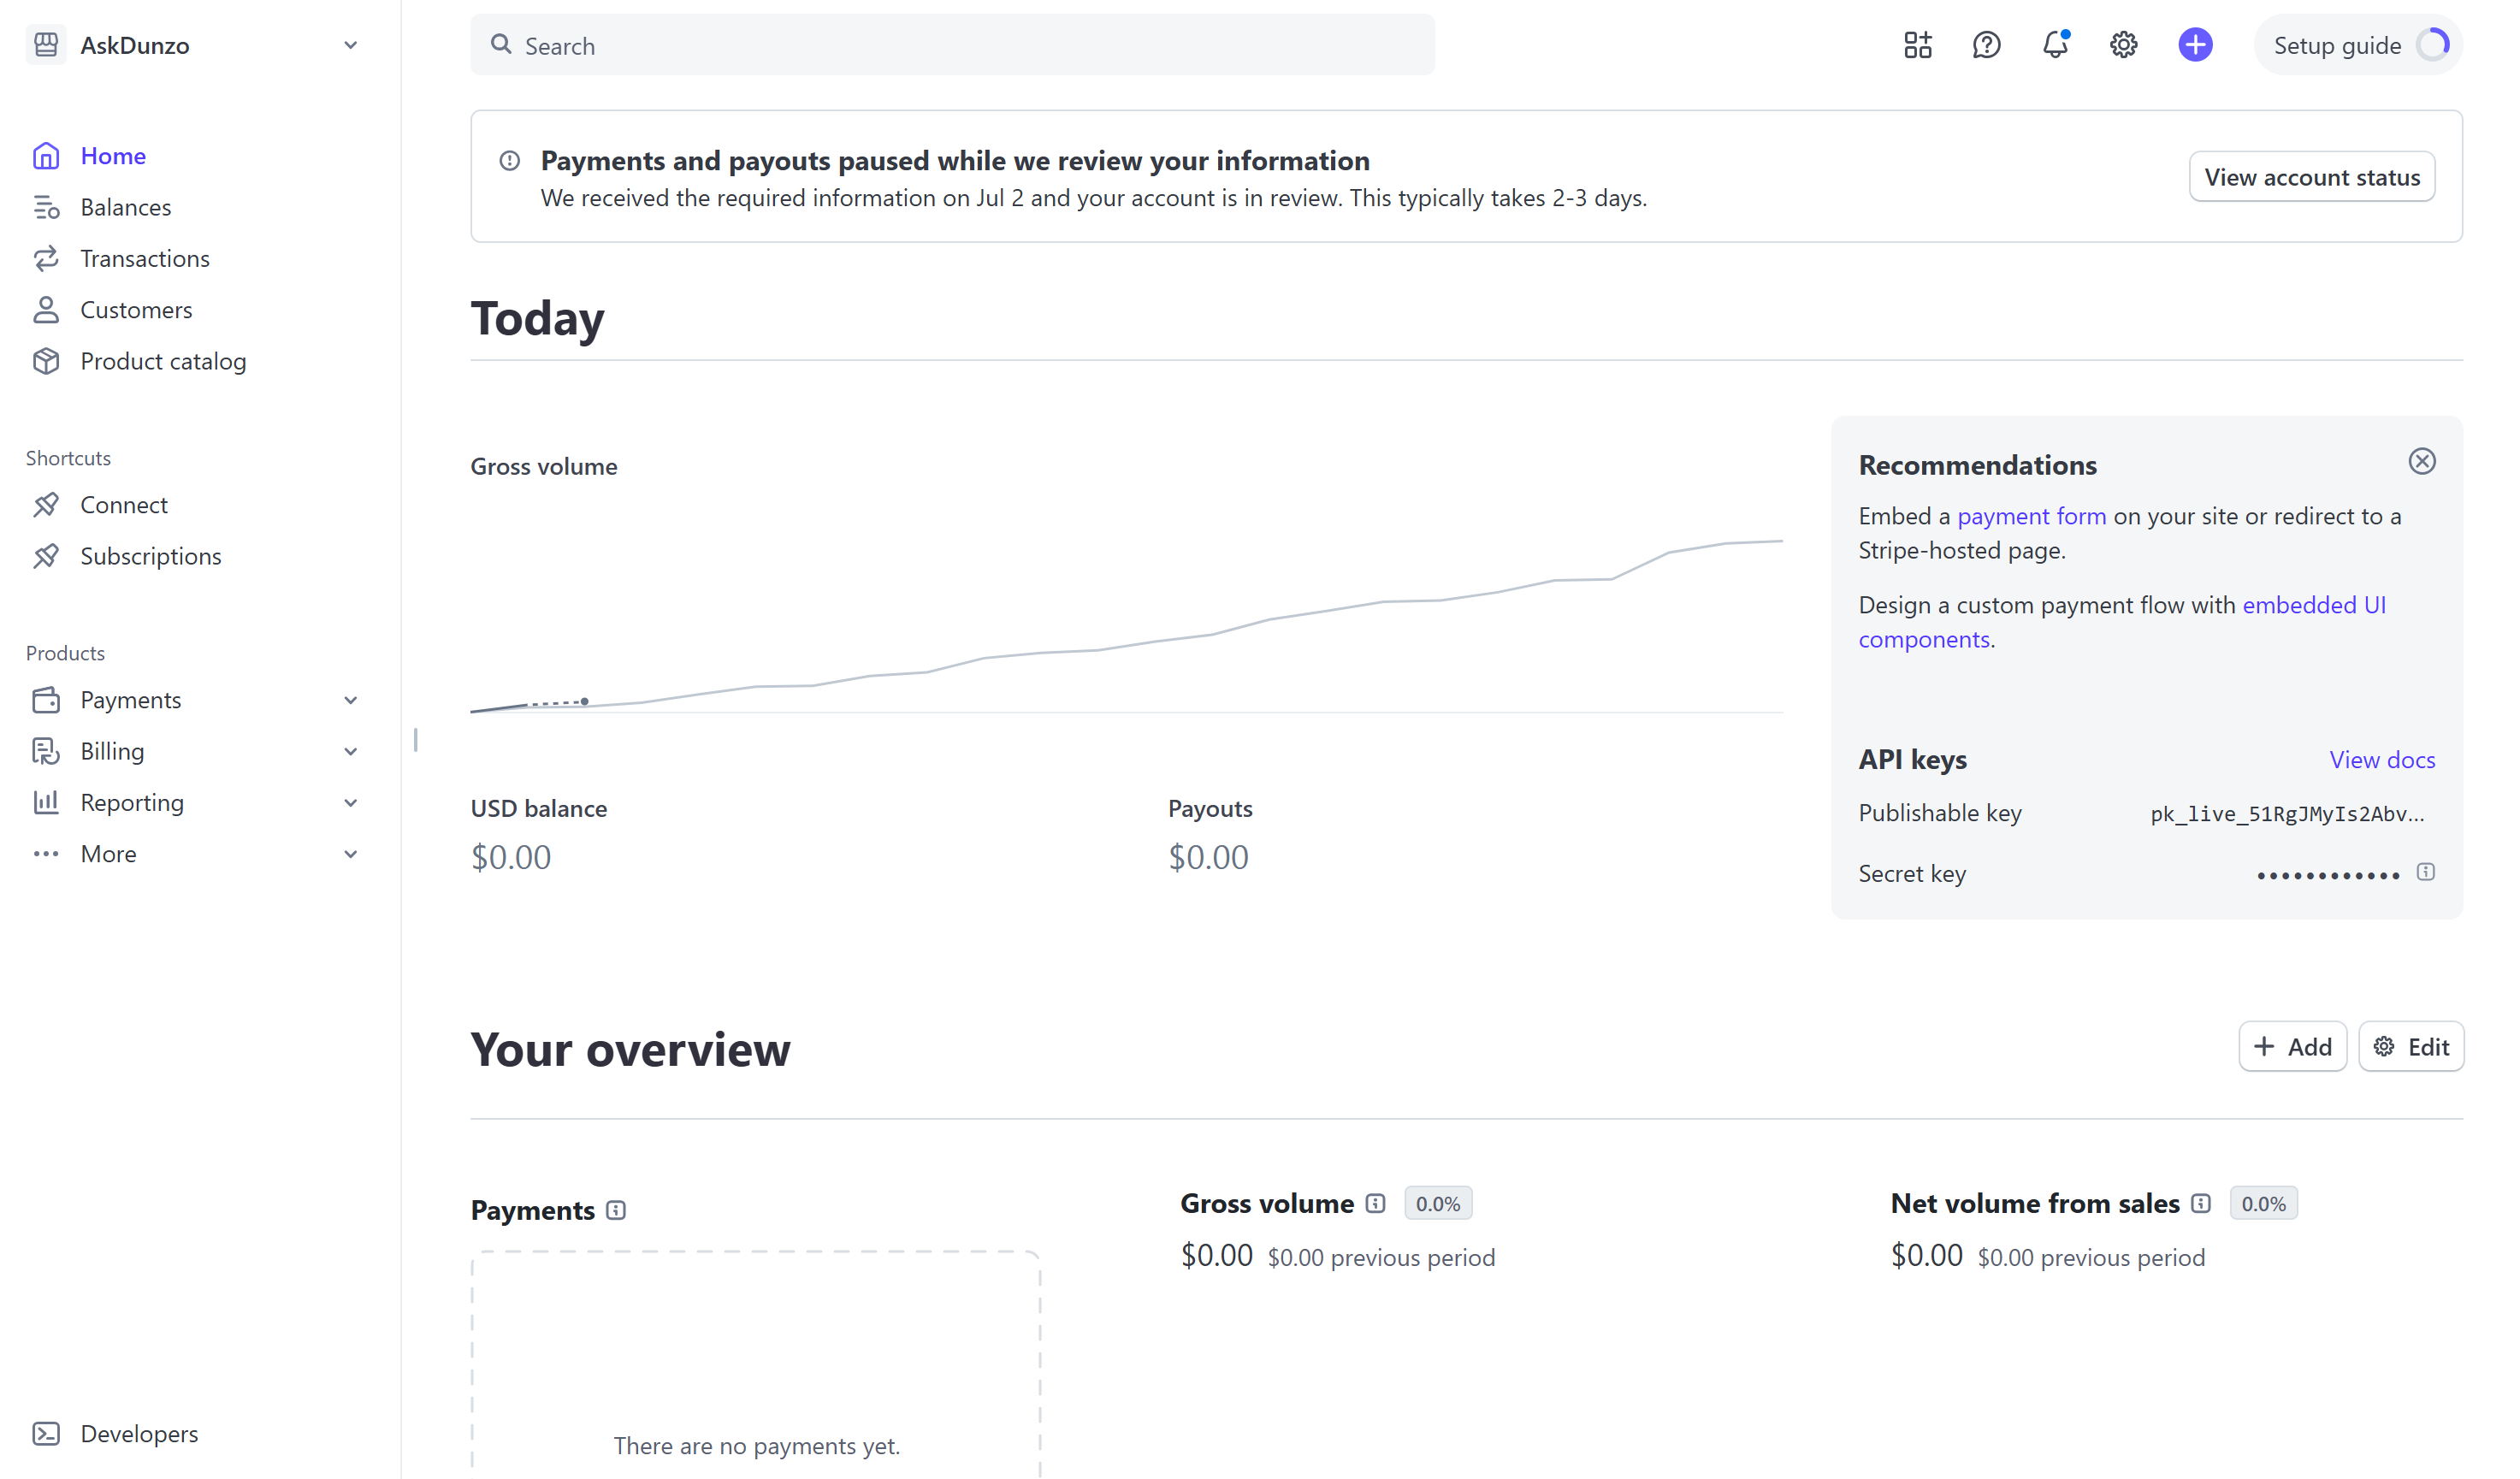 AskDunzo
Search
Setup guide
Home
Balances
Transactions
Customers
Product catalog
Shortcuts
Connect
Subscriptions
Products
Payments
Billing
Reporting
More
Developers
Payments and payouts paused while we review your information
We received the required information on Jul 2 and your account is in review. This typically takes 2-3 days.
View account status
Today
Gross volume
USD balance
$0.00
Payouts
$0.00
Recommendations
Embed a payment form on your site or redirect to a
Stripe-hosted page.
Design a custom payment flow with embedded UI
components.
API keys
View docs
Publishable key
pk_live_51RgJMyIs2Abv...
Secret key
••••••••••••
Your overview
Add
Edit
Payments
There are no payments yet.
Gross volume
0.0%
$0.00 $0.00 previous period
Net volume from sales
0.0%
$0.00 $0.00 previous period